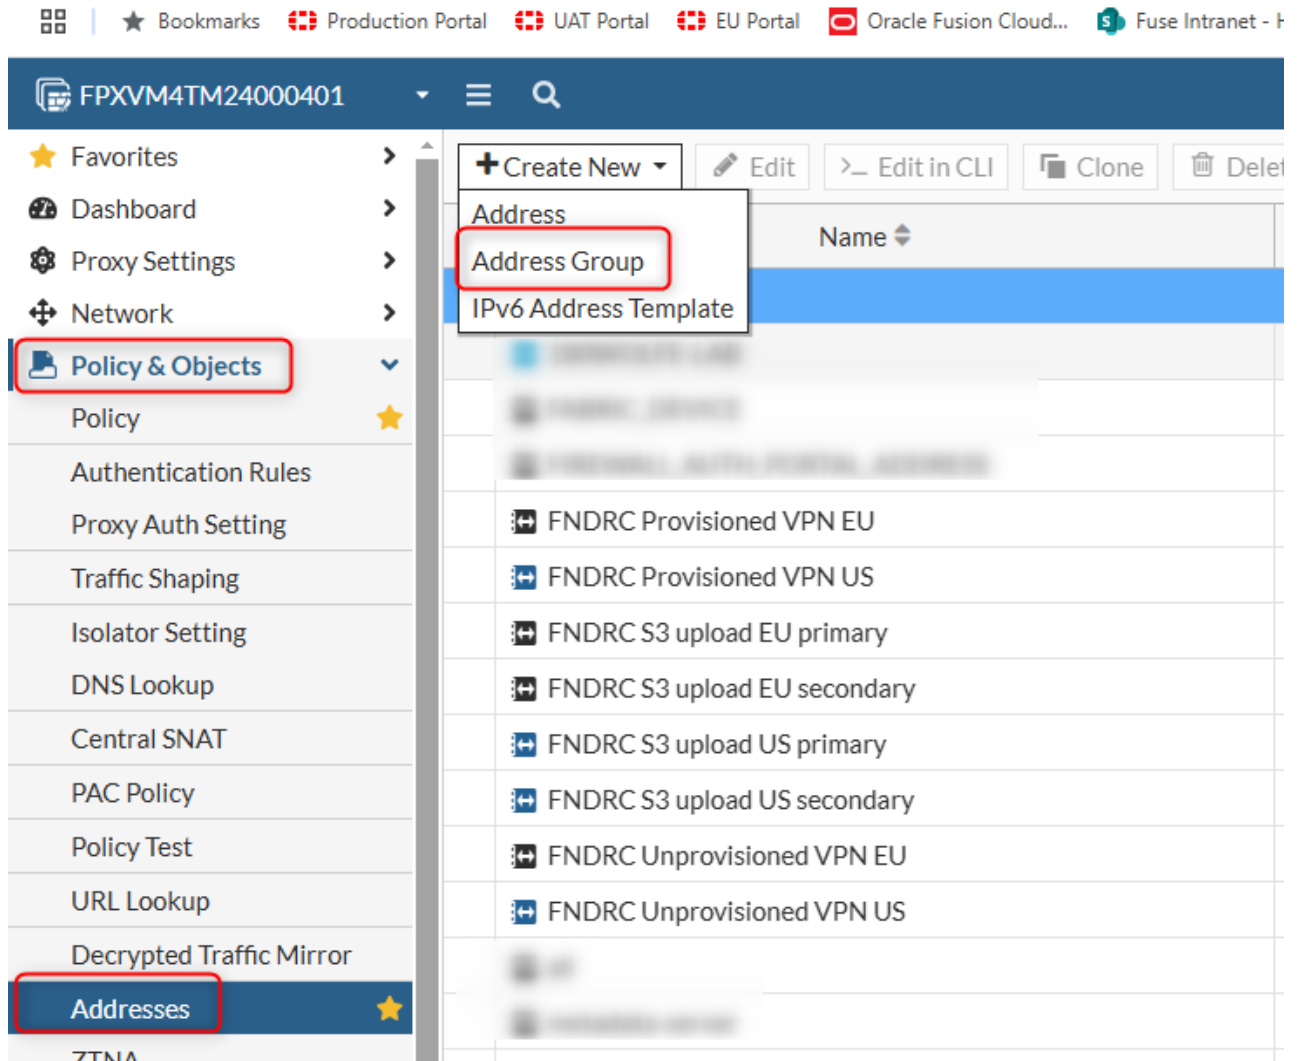 Bookmarks Production Portal UAT Portal EU Portal Oracle Fusion Cloud... Fuse Intranet - H
FPXVM4TM24000401
Favorites
Dashboard
Proxy Settings
Network
Policy & Objects
Policy
Authentication Rules
Proxy Auth Setting
Traffic Shaping
Isolator Setting
DNS Lookup
Central SNAT
PAC Policy
Policy Test
URL Lookup
Decrypted Traffic Mirror
Addresses
ZTNA
+Create New Edit >_ Edit in CLI Clone Delet
Address
Address Group
IPv6 Address Template
Name
FNDRC Provisioned VPN EU
FNDRC Provisioned VPN US
FNDRC S3 upload EU primary
FNDRC S3 upload EU secondary
FNDRC S3 upload US primary
FNDRC S3 upload US secondary
FNDRC Unprovisioned VPN EU
FNDRC Unprovisioned VPN US